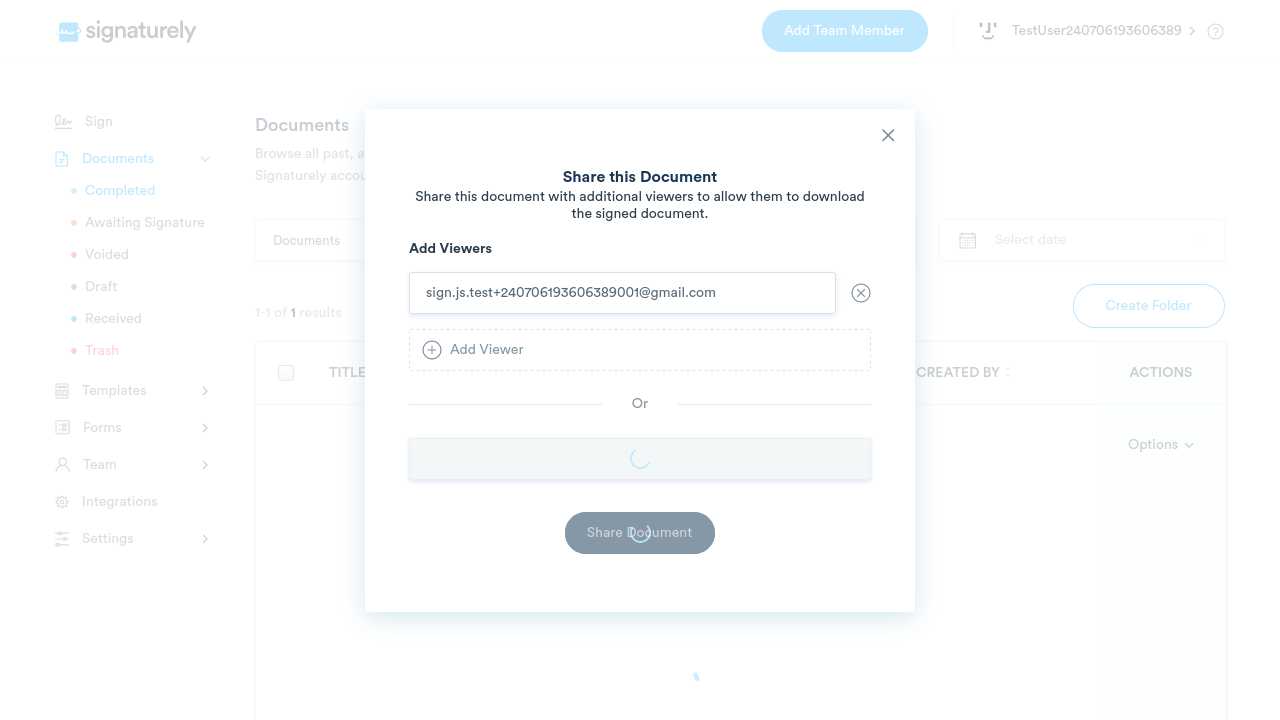 signaturely
Add Team Member
TestUser240706193606389
Sign
Documents
Completed
Awaiting Signature
Voided
Draft
Received
Trash
Templates
Forms
Team
Integrations
Settings
Documents
Browse all past, a
Signaturely accou
Documents
Select date
1-1 of 1 results
Create Folder
TITLE
CREATED BY
ACTIONS
Options
Share this Document
Share this document with additional viewers to allow them to download
the signed document.
Add Viewers
sign.js.test+240706193606389001@gmail.com
Add Viewer
Or
Share Document